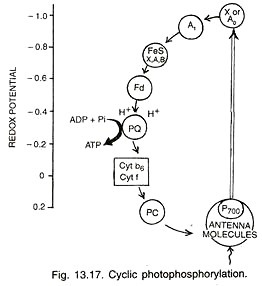 REDOX POTENTIAL
- 1.0
- 0.8
- 0.6
- 0.4
- 0.2
0
0.2
X or
A₀
A₁
FeS
X,A,B
Fd
H⁺ H⁺
ADP + Pi
PQ
ATP
Cyt b₆
Cyt f
PC
P₇₀₀
ANTENNA
MOLECULES
Fig. 13.17. Cyclic photophosphorylation.